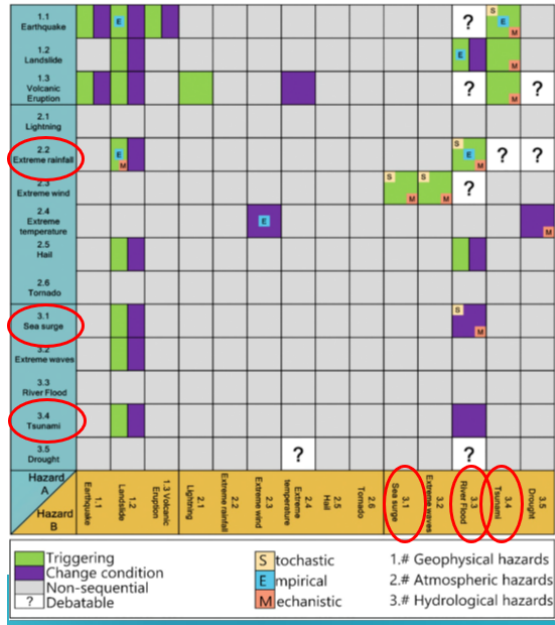 1.1
Earthquake
E
?
S
E
M
1.2
Landslide
E
M
1.3
Volcanic
Eruption
?
M
?
2.1
Lightning
2.2
Extreme rainfall
E
M
S
E
M
?
?
2.3
Extreme wind
S
M
S
M
?
2.4
Extreme
temperature
E
M
2.5
Hail
2.6
Tornado
3.1
Sea surge
S
M
3.2
Extreme waves
3.3
River Flood
3.4
Tsunami
3.5
Drought
?
?
Hazard
A
Hazard
B
Earthquake
1.1
Landslide
1.2
1.3 Volcanic
Eruption
Lightning
2.1
Extreme rainfall
2.2
Extreme wind
2.3
Extreme
temperature
2.4
Hail
2.5
Tornado
2.6
Sea surge
3.1
Extreme waves
3.2
River Flood
3.3
Tsunami
3.4
Drought
3.5
Triggering
Change condition
Non-sequential
? Debatable
Stochastic
Empirical
Mechanistic
1.# Geophysical hazards
2.# Atmospheric hazards
3.# Hydrological hazards